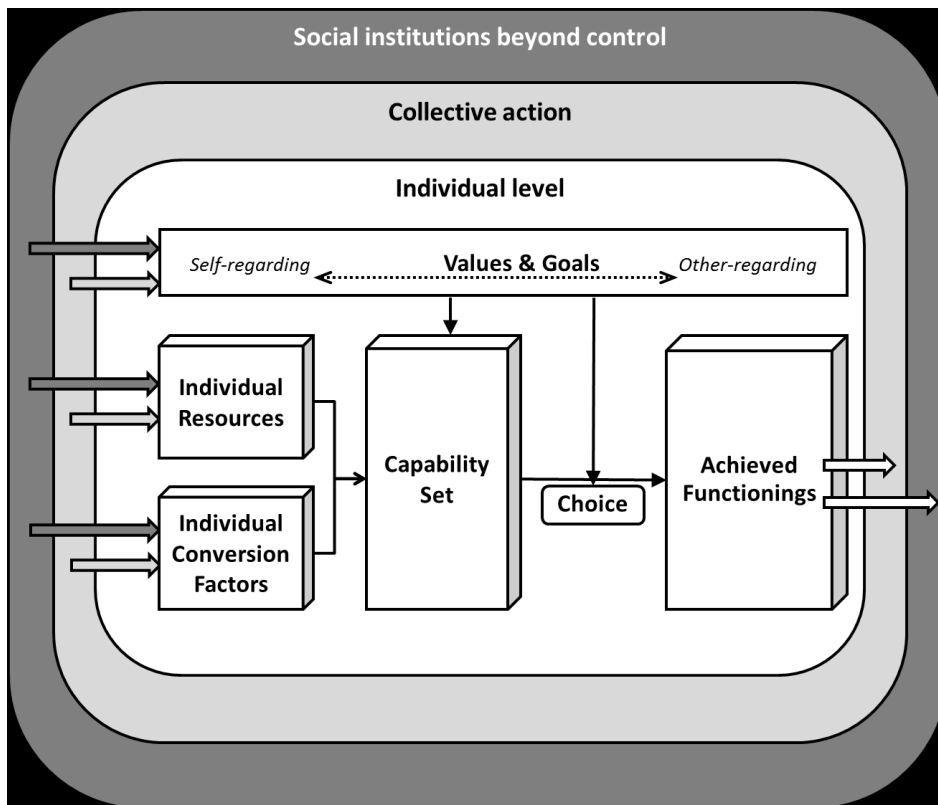 Social institutions beyond control
Collective action
Individual level
Self-regarding
Values & Goals
Other-regarding
Individual
Resources
Individual
Conversion
Factors
Capability
Set
Choice
Achieved
Functionings